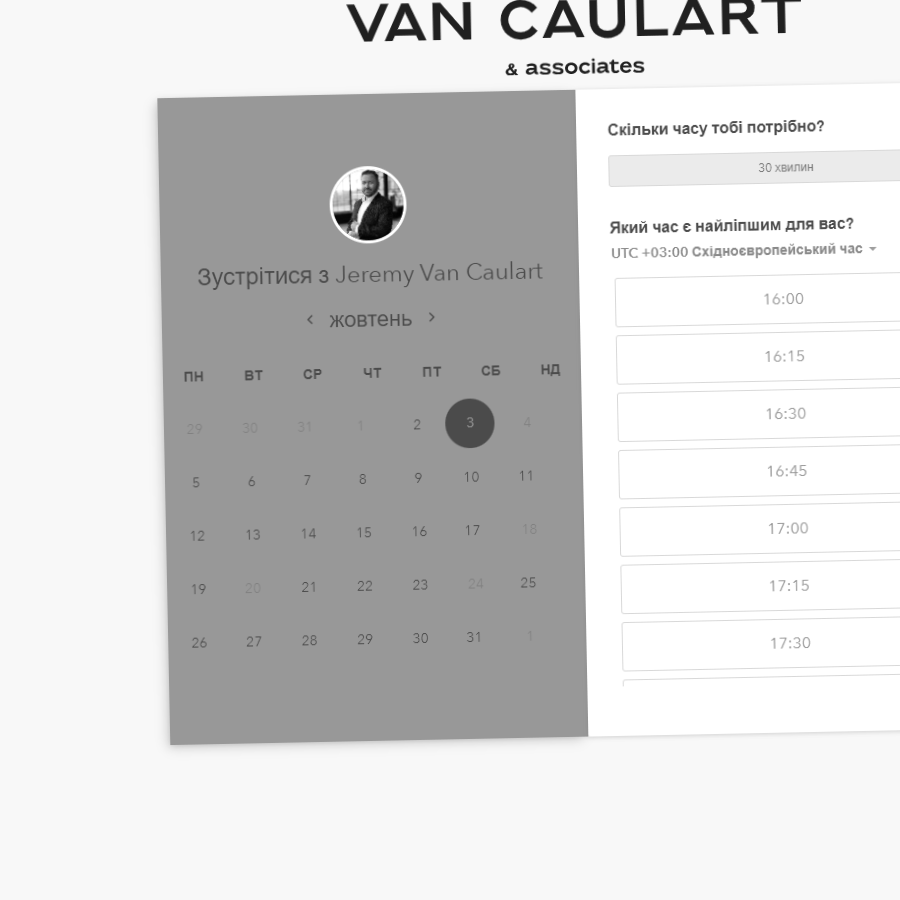 VAN CAULART
& associates
Зустрітися з Jeremy Van Caulart
жовтень
ПН ВТ СР ЧТ ПТ СБ НД
29 30 31 1 2 3 4
5 6 7 8 9 10 11
12 13 14 15 16 17 18
19 20 21 22 23 24 25
26 27 28 29 30 31 1
Скільки часу тобі потрібно?
30 хвилин
Який час є найліпшим для вас?
UTC +03:00 Східноєвропейський час
16:00
16:15
16:30
16:45
17:00
17:15
17:30